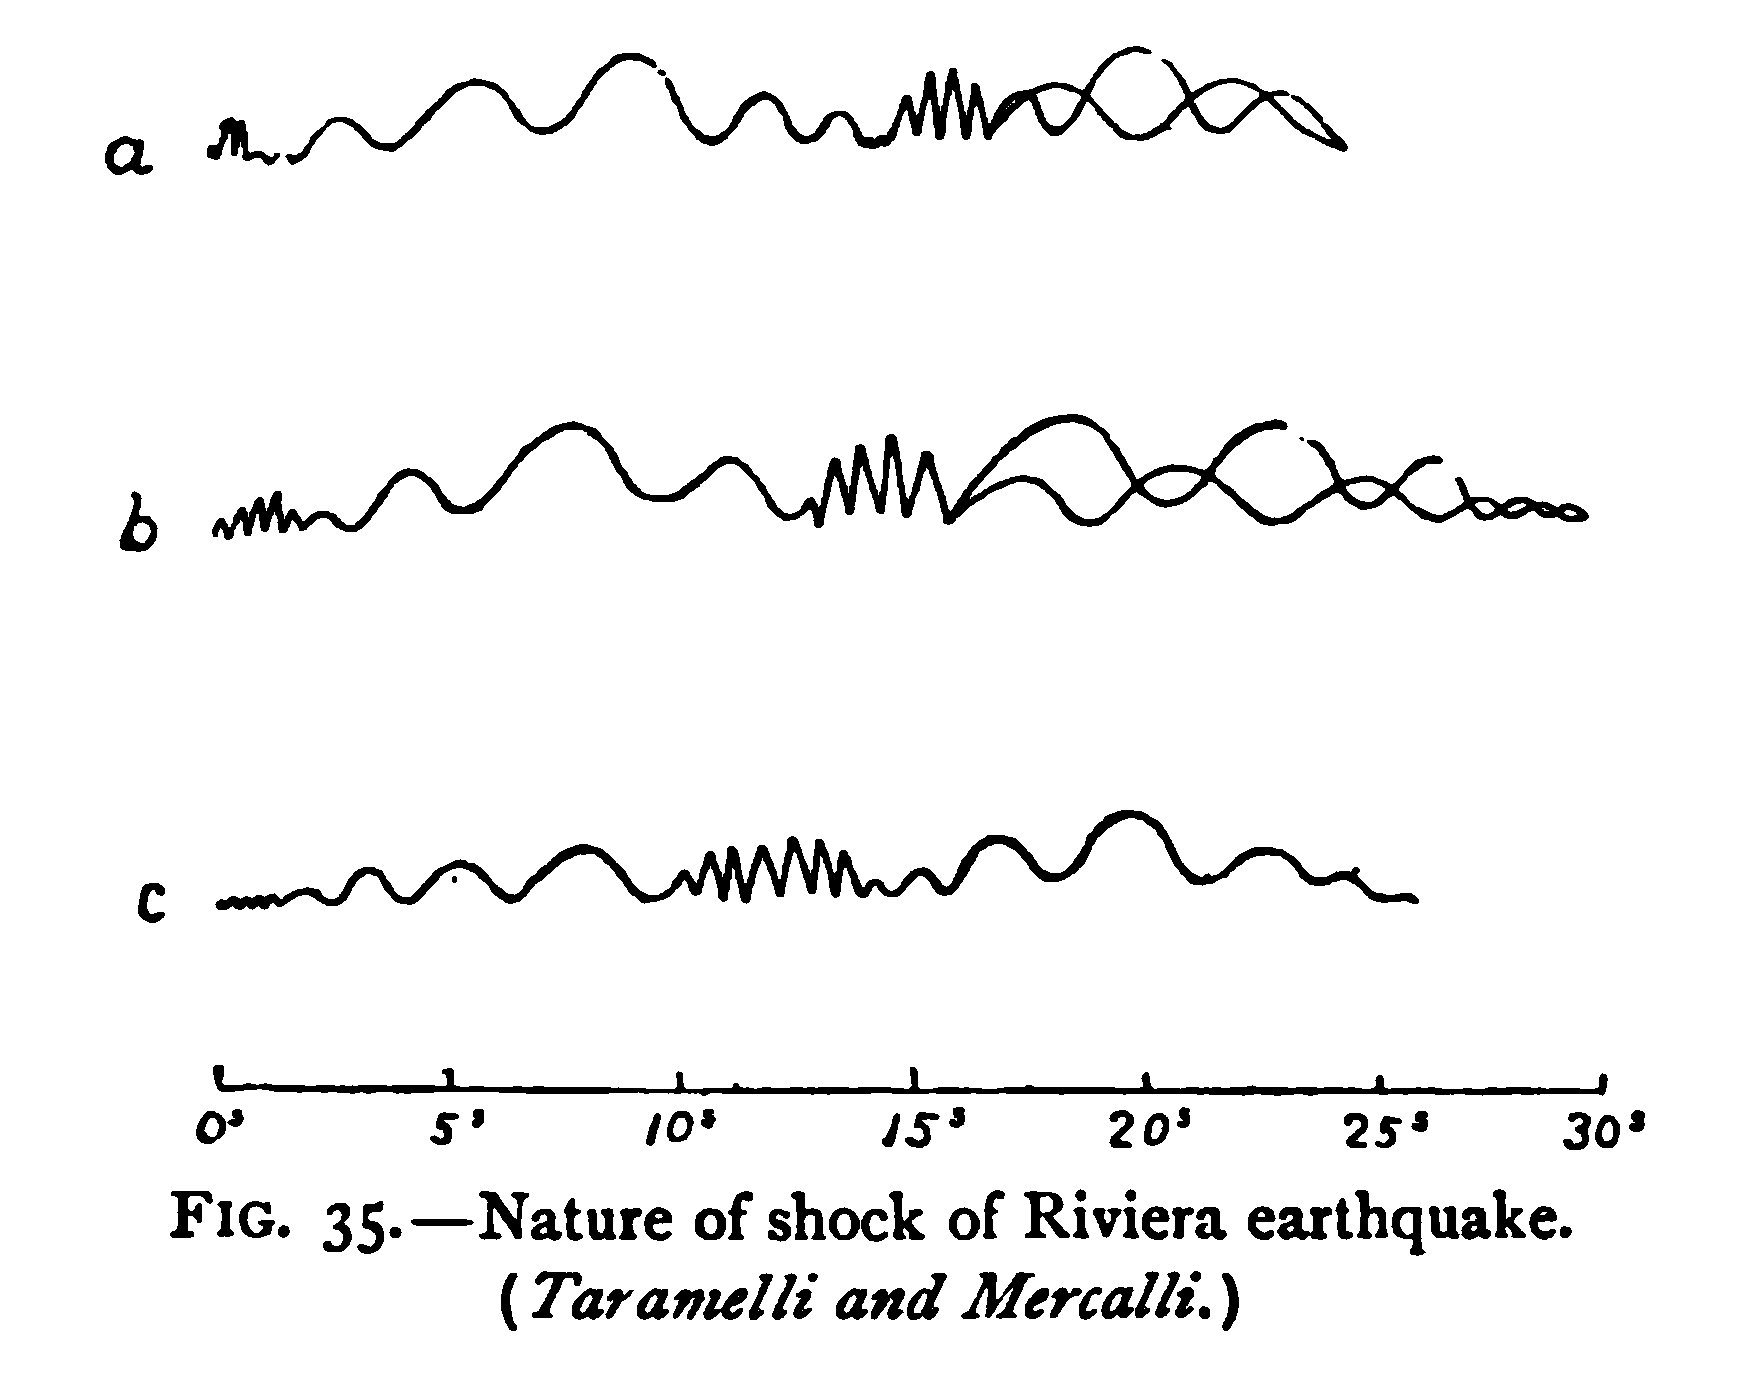 a
b
c
0ˢ 5ˢ 10ˢ 15ˢ 20ˢ 25ˢ 30ˢ
FIG. 35.—Nature of shock of Riviera earthquake.
(Taramelli and Mercalli.)